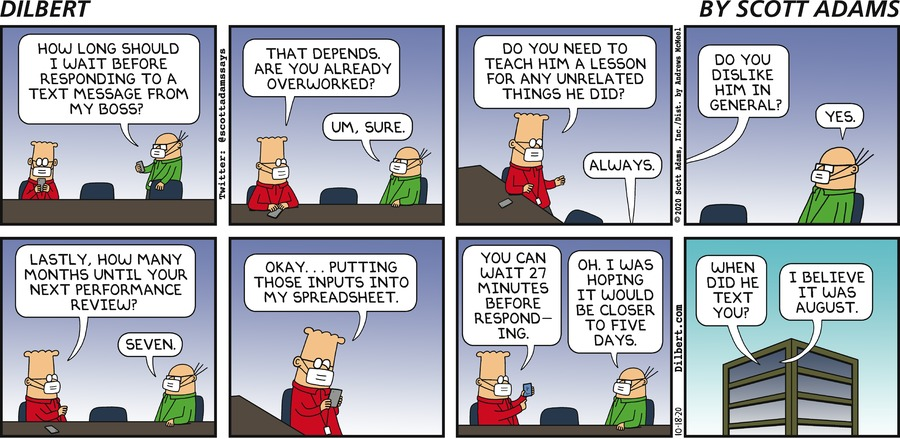 DILBERT
BY SCOTT ADAMS
HOW LONG SHOULD
I WAIT BEFORE
RESPONDING TO A
TEXT MESSAGE FROM
MY BOSS?
Twitter: @scottadamssays
THAT DEPENDS.
ARE YOU ALREADY
OVERWORKED?
UM, SURE.
DO YOU NEED TO
TEACH HIM A LESSON
FOR ANY UNRELATED
THINGS HE DID?
ALWAYS.
© 2020 Scott Adams, Inc./Dist. by Andrews McMeel
DO YOU
DISLIKE
HIM IN
GENERAL?
YES.
LASTLY, HOW MANY
MONTHS UNTIL YOUR
NEXT PERFORMANCE
REVIEW?
SEVEN.
OKAY... PUTTING
THOSE INPUTS INTO
MY SPREADSHEET.
YOU CAN
WAIT 27
MINUTES
BEFORE
RESPOND—
ING.
OH. I WAS
HOPING
IT WOULD
BE CLOSER
TO FIVE
DAYS.
10-18-20 Dilbert.com
WHEN
DID HE
TEXT
YOU?
I BELIEVE
IT WAS
AUGUST.